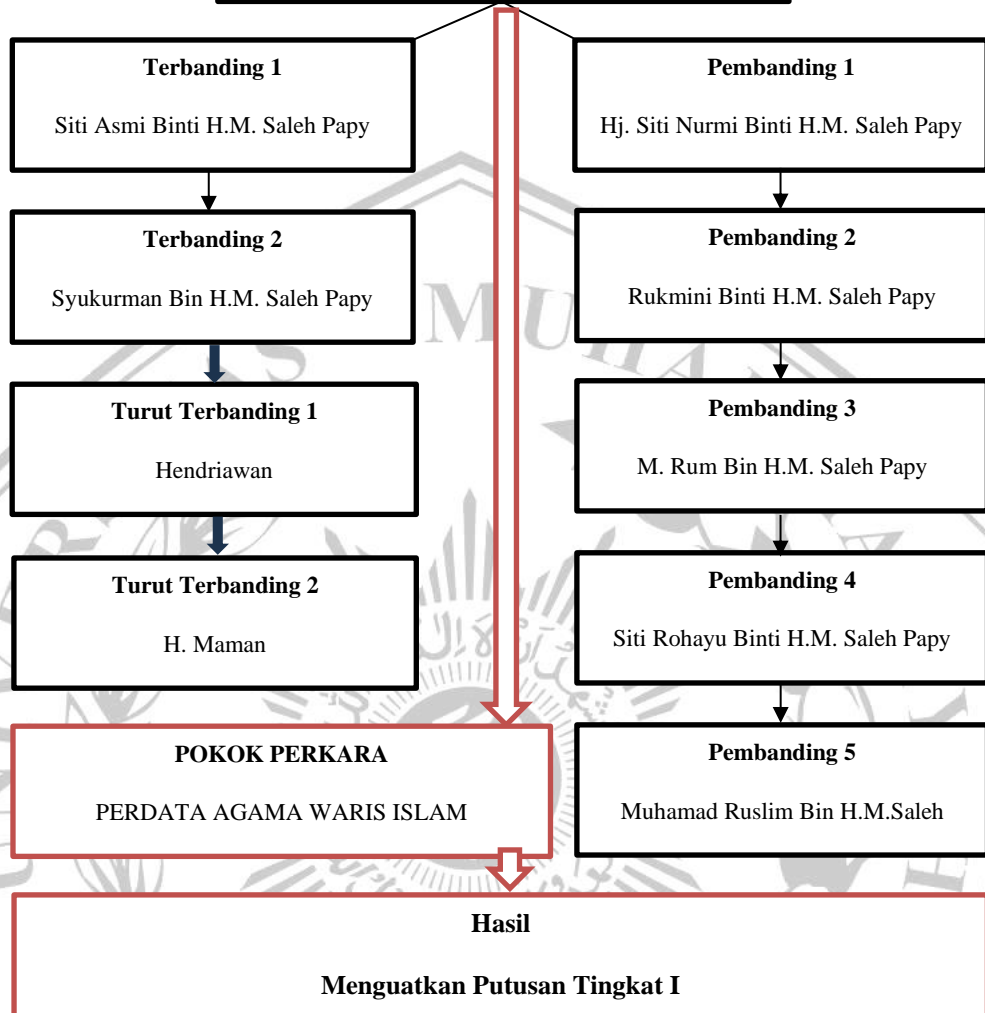 Terbanding 1
Siti Asmi Binti H.M. Saleh Papy
Terbanding 2
Syukurman Bin H.M. Saleh Papy
Turut Terbanding 1
Hendriawan
Turut Terbanding 2
H. Maman
Pembanding 1
Hj. Siti Nurmi Binti H.M. Saleh Papy
Pembanding 2
Rukmini Binti H.M. Saleh Papy
Pembanding 3
M. Rum Bin H.M. Saleh Papy
Pembanding 4
Siti Rohayu Binti H.M. Saleh Papy
Pembanding 5
Muhamad Ruslim Bin H.M.Saleh
POKOK PERKARA
PERDATA AGAMA WARIS ISLAM
Hasil
Menguatkan Putusan Tingkat I